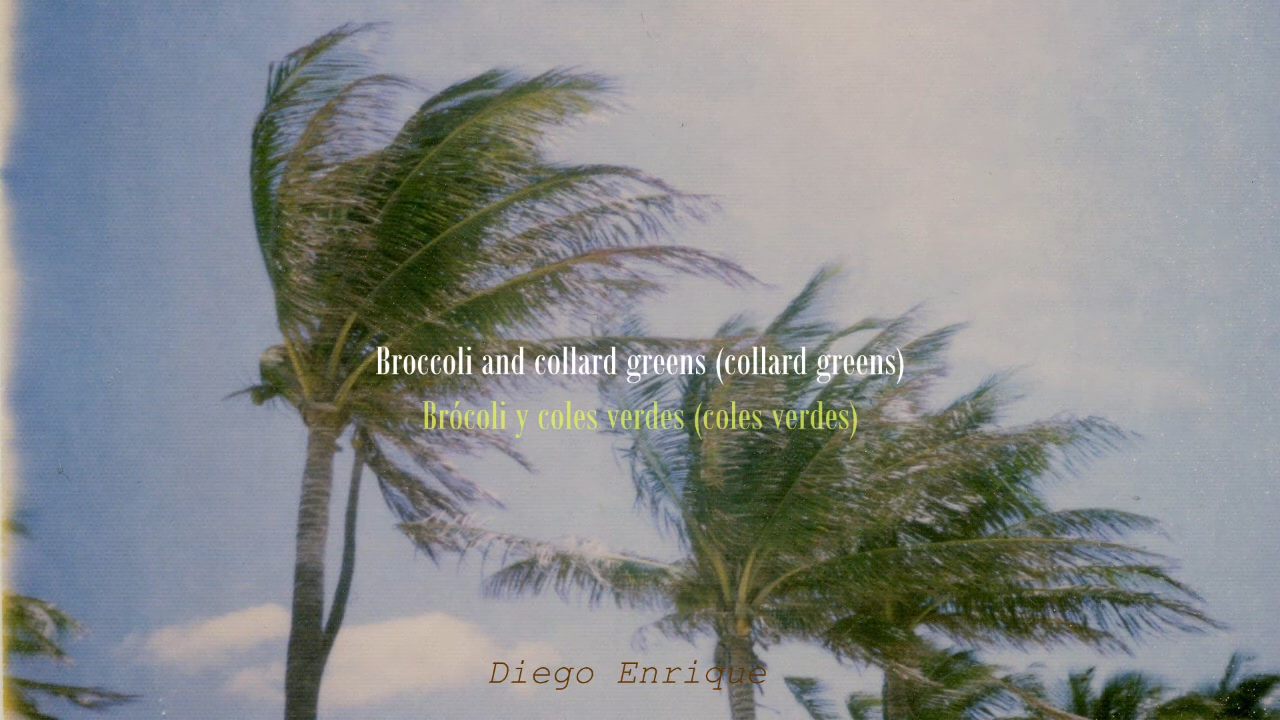 Broccoli and collard greens (collard greens)
Brócoli y coles verdes (coles verdes)
Diego Enrique